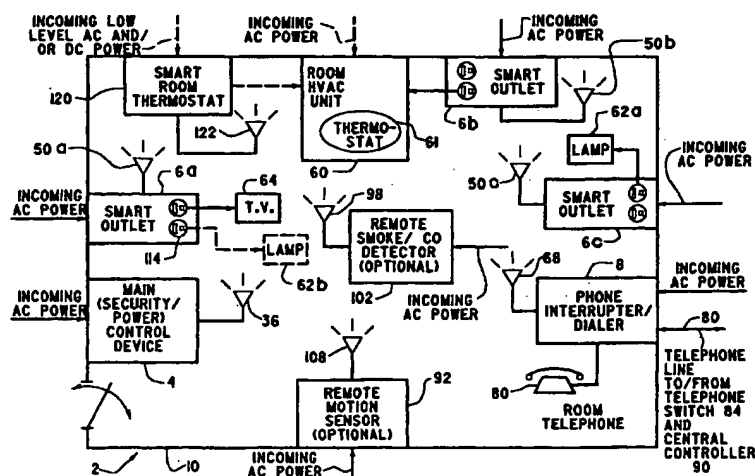 INCOMING LOW
LEVEL AC AND/
OR DC POWER
INCOMING
AC POWER
INCOMING
AC POWER
50b
SMART
ROOM
THERMOSTAT
120
122
ROOM
HVAC
UNIT
THERMO-
STAT
61
60
SMART
OUTLET
6b
62a
LAMP
INCOMING
AC POWER
50a
6a
INCOMING
AC POWER
SMART
OUTLET
114
64
T.V.
LAMP
62b
98
REMOTE
SMOKE/ CO
DETECTOR
(OPTIONAL)
102
INCOMING
AC POWER
50a
SMART
OUTLET
6c
68
8
INCOMING
AC POWER
PHONE
INTERRUPTER/
DIALER
80
TELEPHONE
LINE
TO/FROM
TELEPHONE
SWITCH 84
AND
CENTRAL
CONTROLLER
90
80
ROOM
TELEPHONE
INCOMING
AC POWER
MAIN
(SECURITY/
POWER)
CONTROL
DEVICE
36
4
108
REMOTE
MOTION
SENSOR
(OPTIONAL)
92
2
10
INCOMING
AC POWER